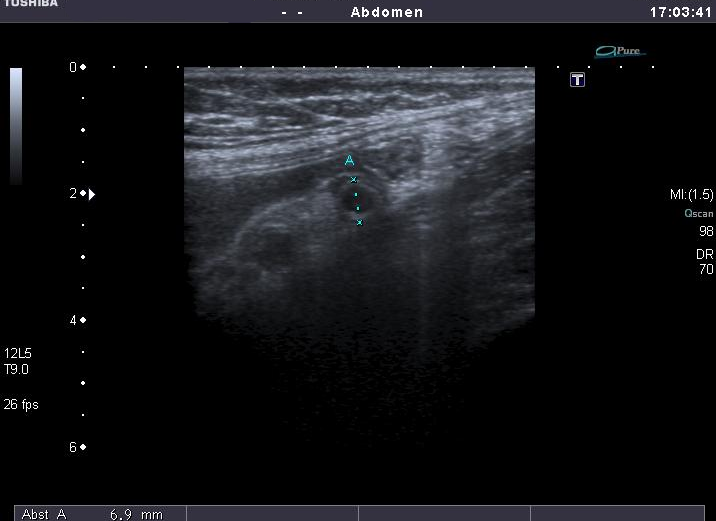 TOSHIBA
- - Abdomen 17:03:41
aPure
0
T
A
2
MI:(1.5)
Qscan
98
DR
70
4
12L5
T9.0
26 fps
6
Abst A 6.9 mm